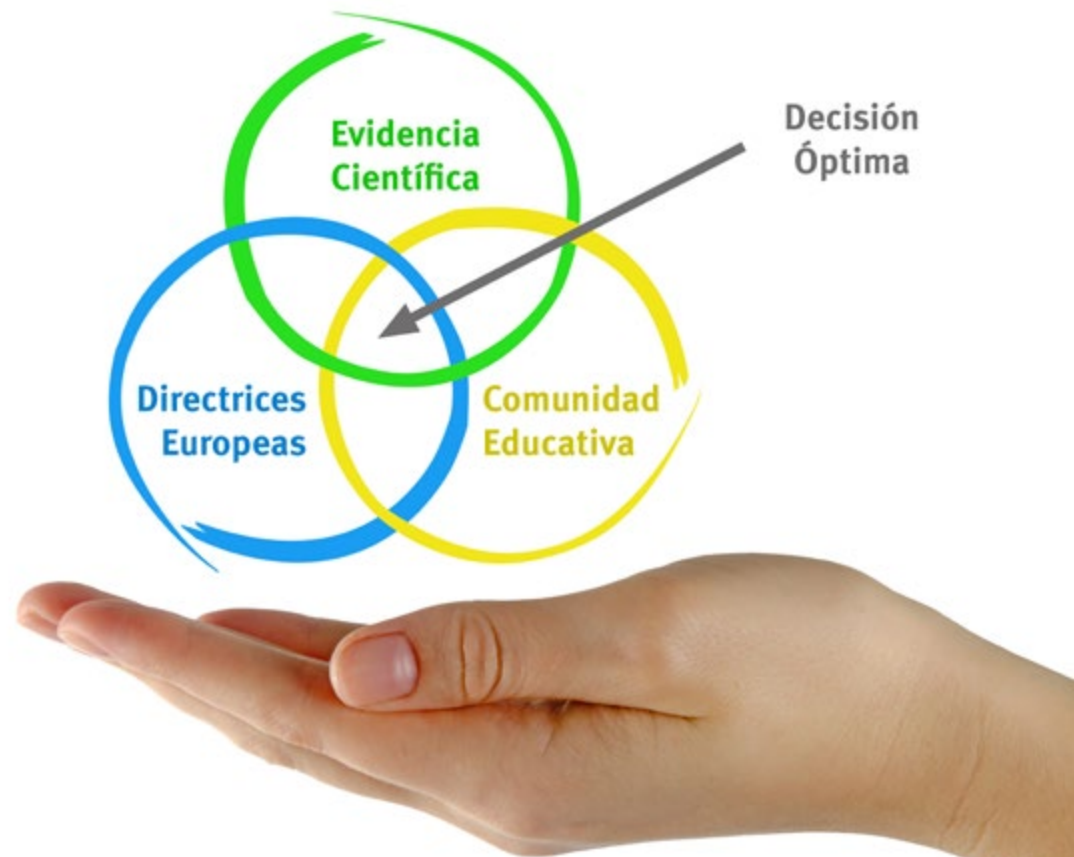 Evidencia
Científica
Decisión
Óptima
Directrices
Europeas
Comunidad
Educativa